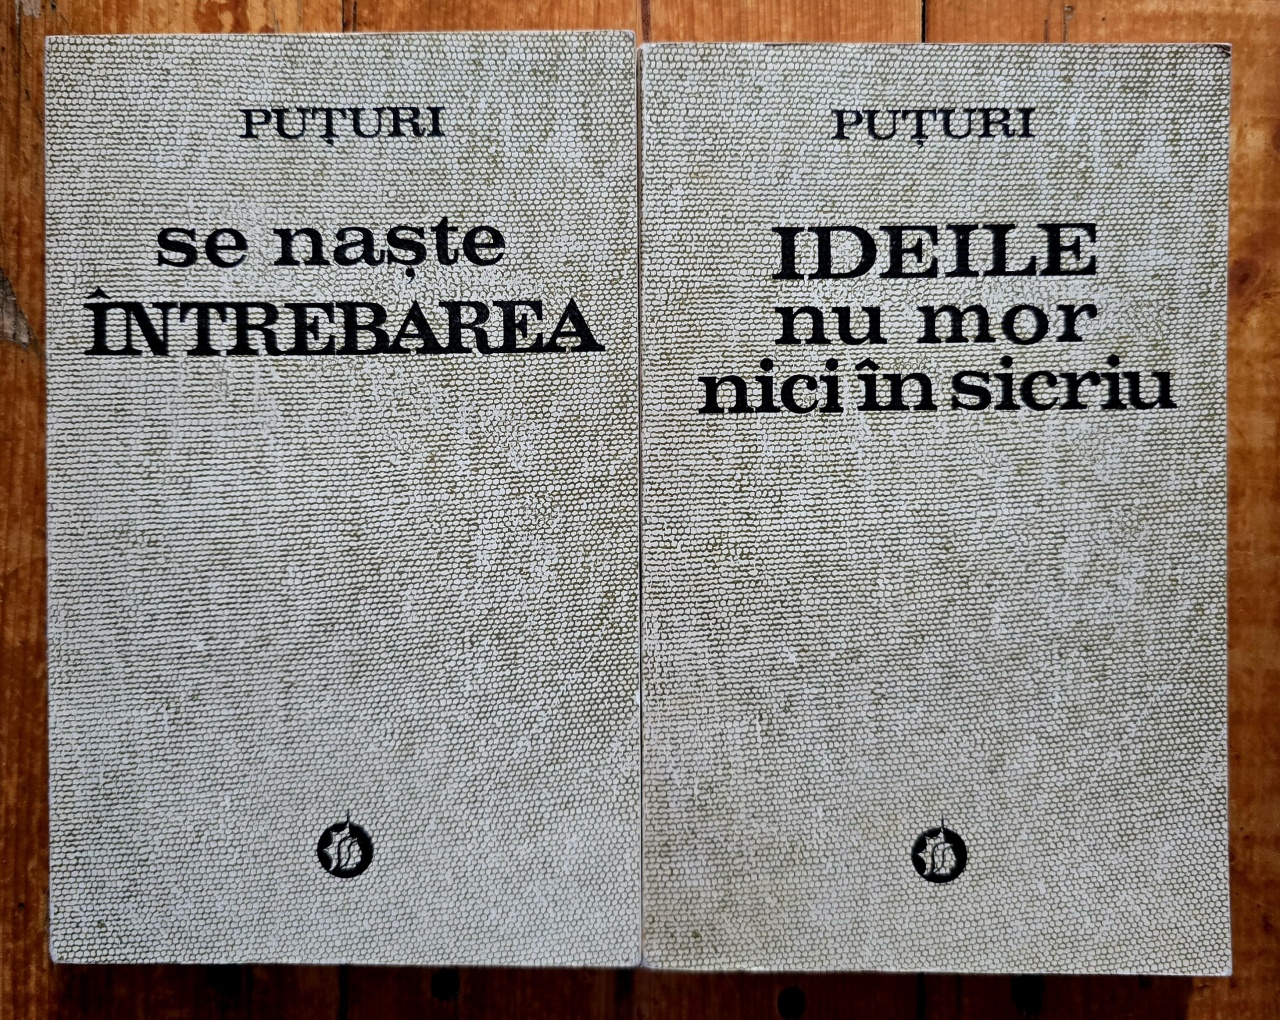 PUȚURI
se naște
ÎNTREBAREA
PUȚURI
IDEILE
nu mor
nici în sicriu